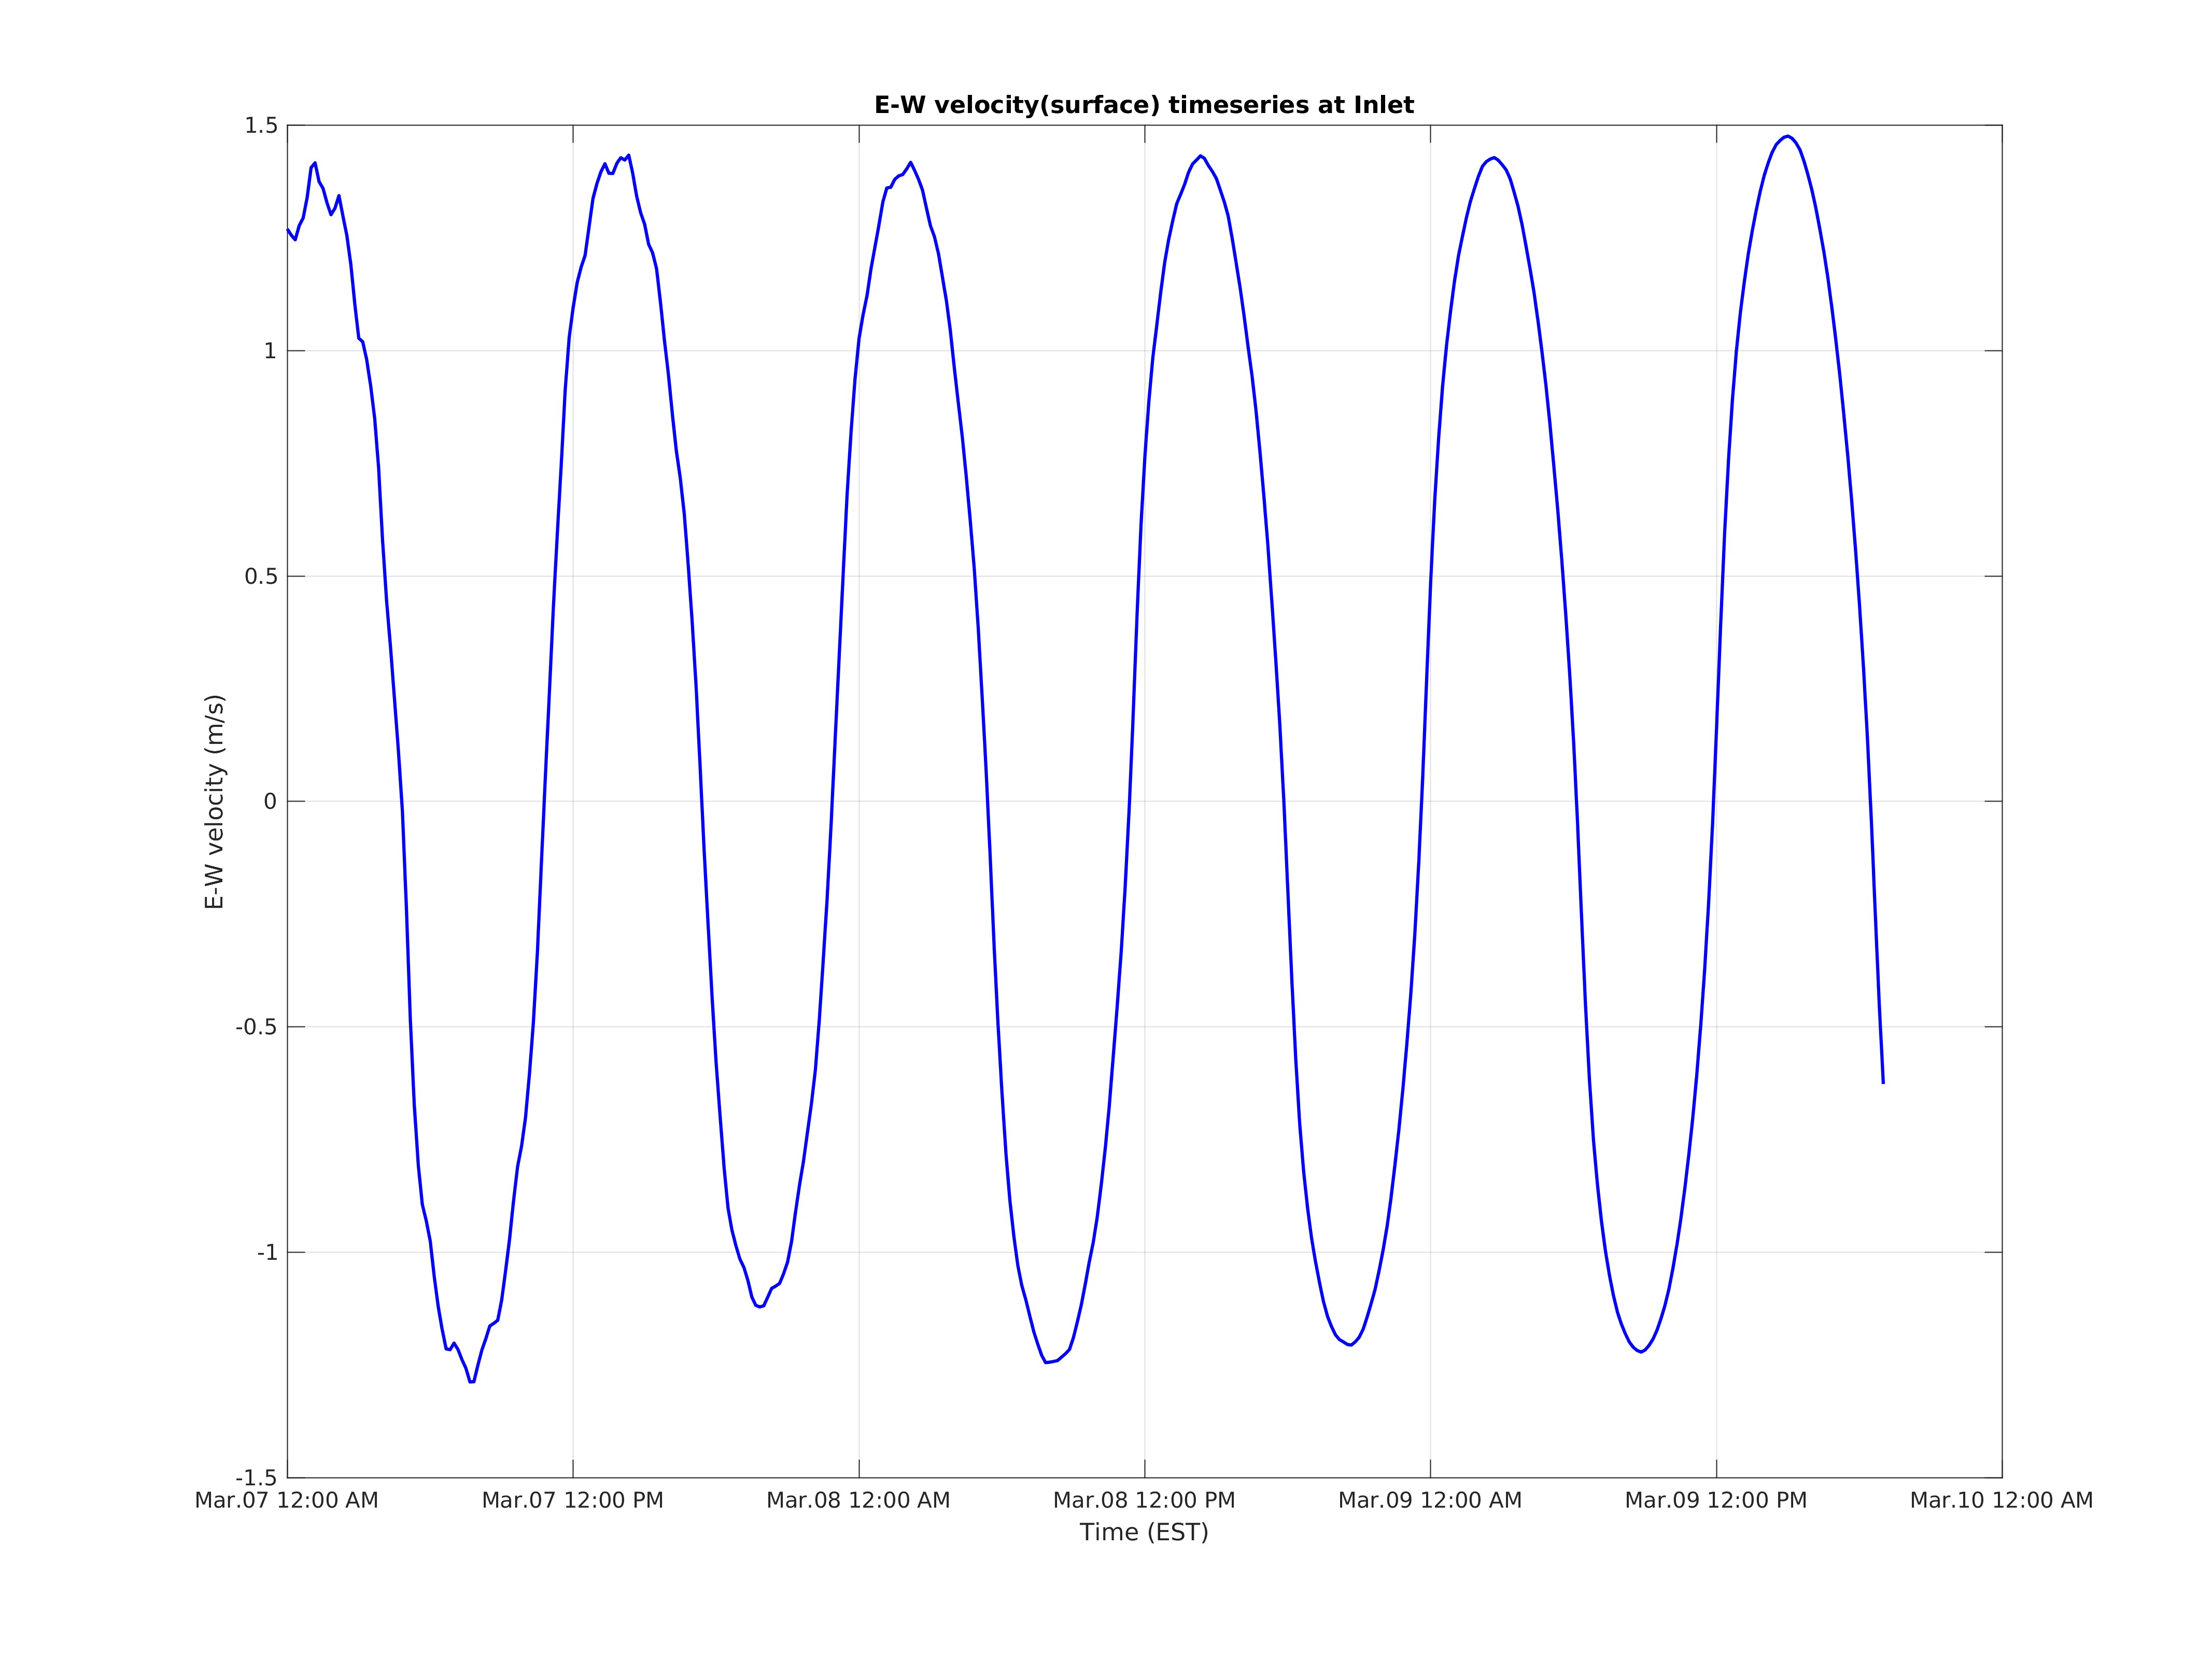 E-W velocity(surface) timeseries at Inlet
1.5
1
0.5
0
-0.5
-1
-1.5
E-W velocity (m/s)
Mar.07 12:00 AM Mar.07 12:00 PM Mar.08 12:00 AM Mar.08 12:00 PM Mar.09 12:00 AM Mar.09 12:00 PM Mar.10 12:00 AM
Time (EST)